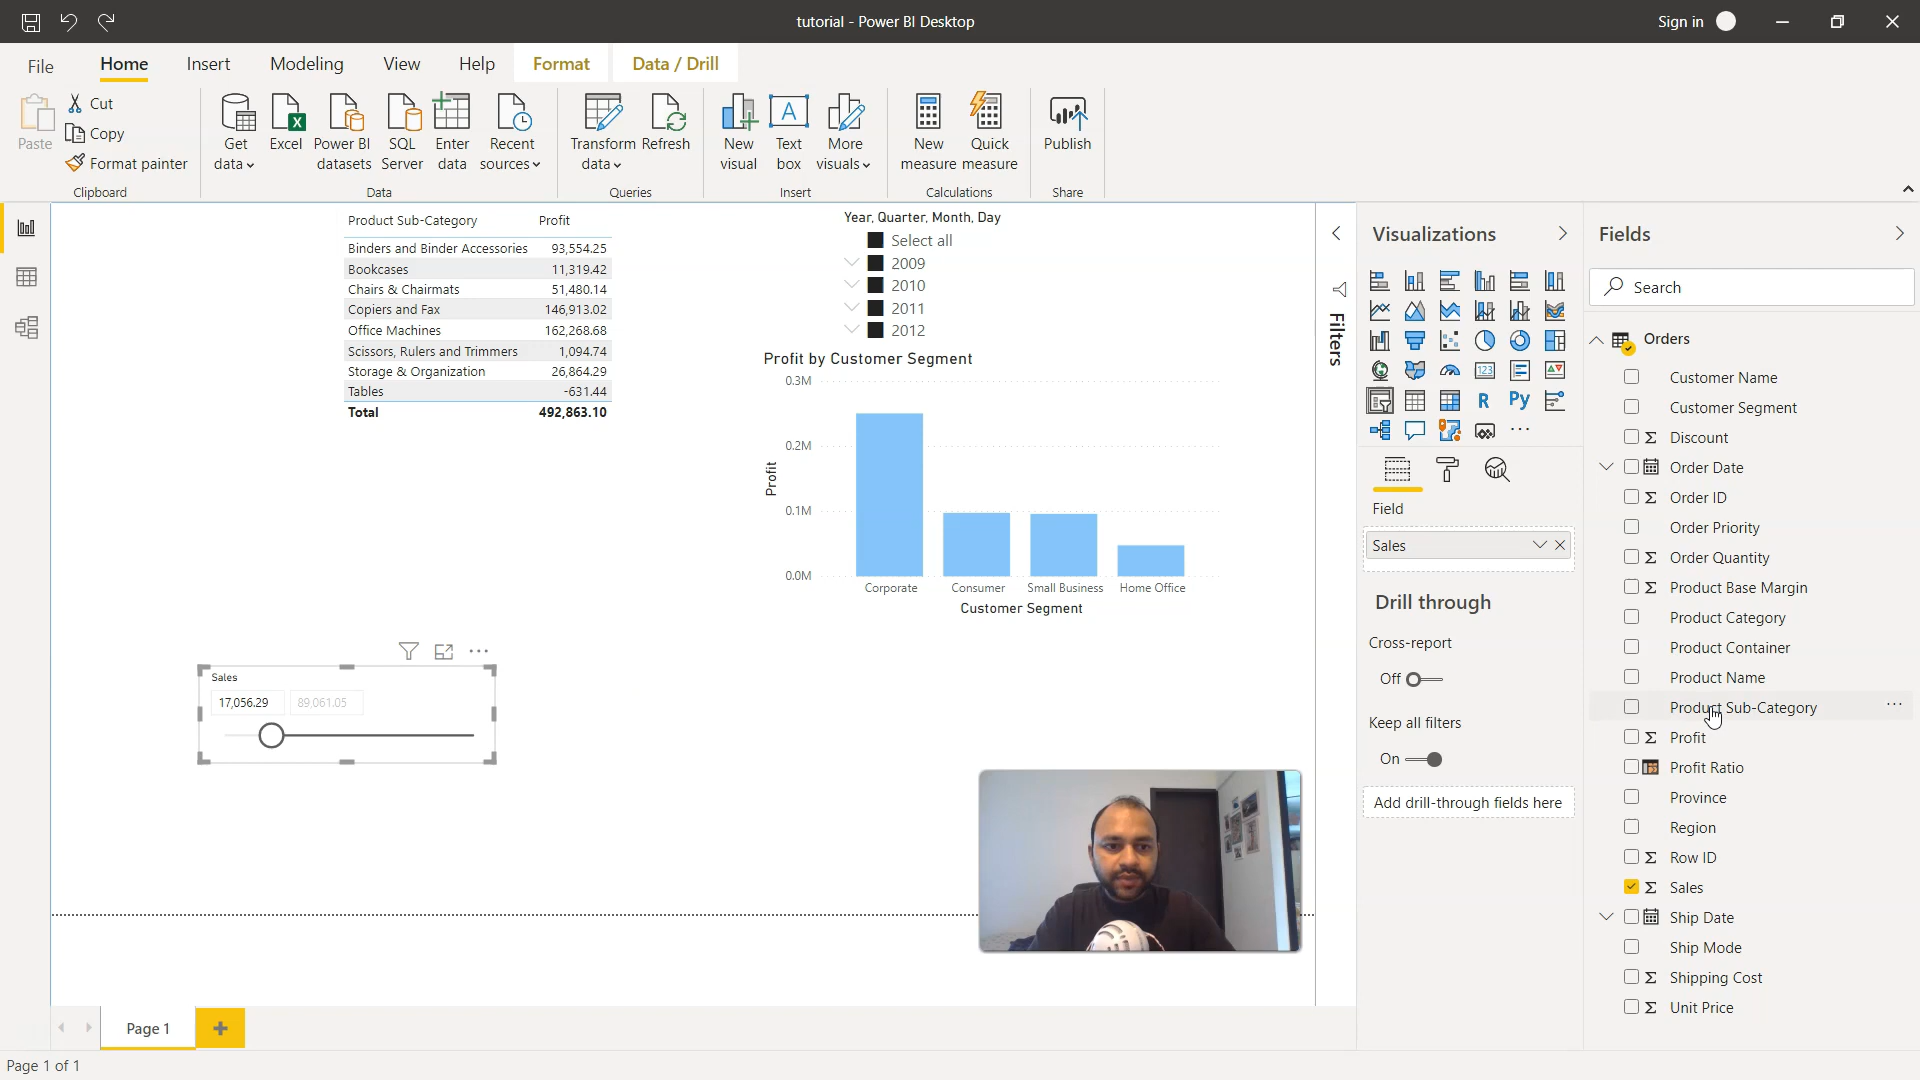 tutorial - Power BI Desktop
Sign in
File
Home
Insert
Modeling
View
Help
Format
Data / Drill
Paste
Cut
Copy
Format painter
Clipboard
Get data
Excel
Power BI datasets
SQL Server
Enter data
Recent sources
Data
Transform data
Refresh
Queries
New visual
Text box
More visuals
Insert
New measure
Quick measure
Calculations
Publish
Share
Product Sub-Category Profit
Binders and Binder Accessories 93,554.25
Bookcases 11,319.42
Chairs & Chairmats 51,480.14
Copiers and Fax 146,913.02
Office Machines 162,268.68
Scissors, Rulers and Trimmers 1,094.74
Storage & Organization 26,864.29
Tables -631.44
Total 492,863.10
Year, Quarter, Month, Day
Select all
2009
2010
2011
2012
Profit by Customer Segment
0.3M
0.2M
0.1M
0.0M
Profit
Corporate Consumer Small Business Home Office
Customer Segment
Sales
17,056.29 89,061.05
Filters
Visualizations
123
R
Py
Field
Sales
Drill through
Cross-report
Off
Keep all filters
On
Add drill-through fields here
Fields
Search
Orders
Customer Name
Customer Segment
Σ Discount
Order Date
Σ Order ID
Order Priority
Σ Order Quantity
Σ Product Base Margin
Product Category
Product Container
Product Name
Product Sub-Category
Σ Profit
Profit Ratio
Province
Region
Σ Row ID
Σ Sales
Ship Date
Ship Mode
Σ Shipping Cost
Σ Unit Price
Page 1
Page 1 of 1